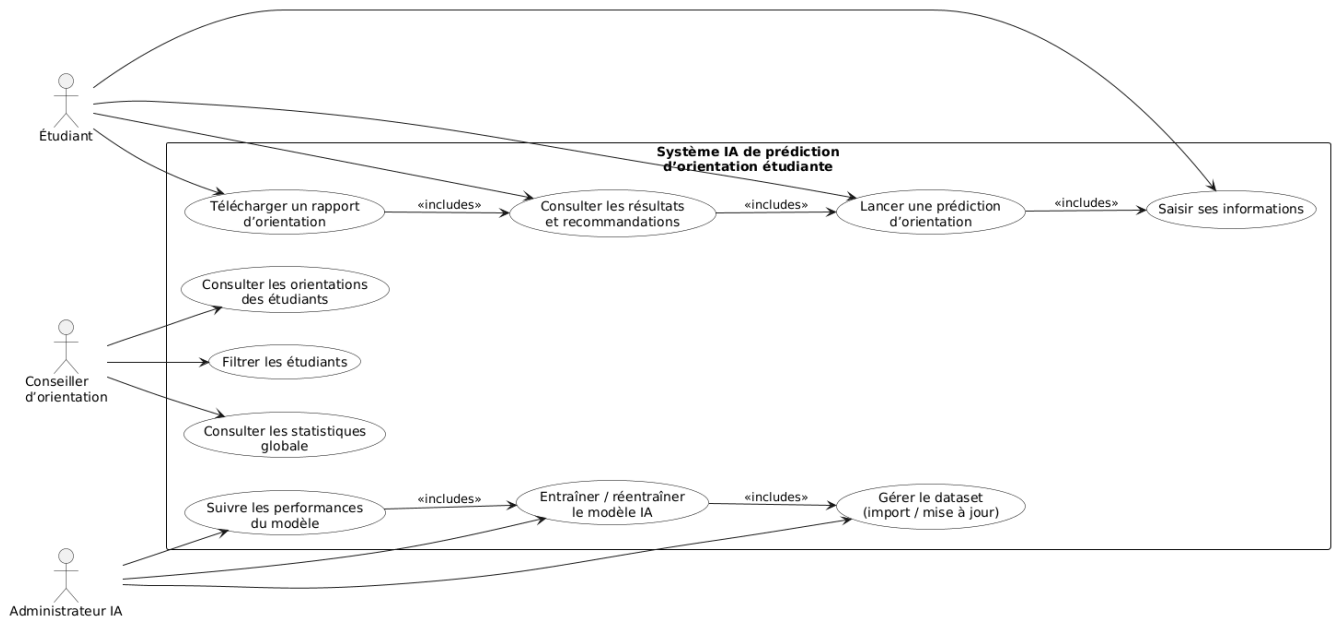 Étudiant
Système IA de prédiction
d’orientation étudiante
Télécharger un rapport
d’orientation
«includes»
Consulter les résultats
et recommandations
«includes»
Lancer une prédiction
d’orientation
«includes»
Saisir ses informations
Consulter les orientations
des étudiants
Filtrer les étudiants
Conseiller
d’orientation
Consulter les statistiques
globale
Suivre les performances
du modèle
«includes»
Entraîner / réentraîner
le modèle IA
«includes»
Gérer le dataset
(import / mise à jour)
Administrateur IA